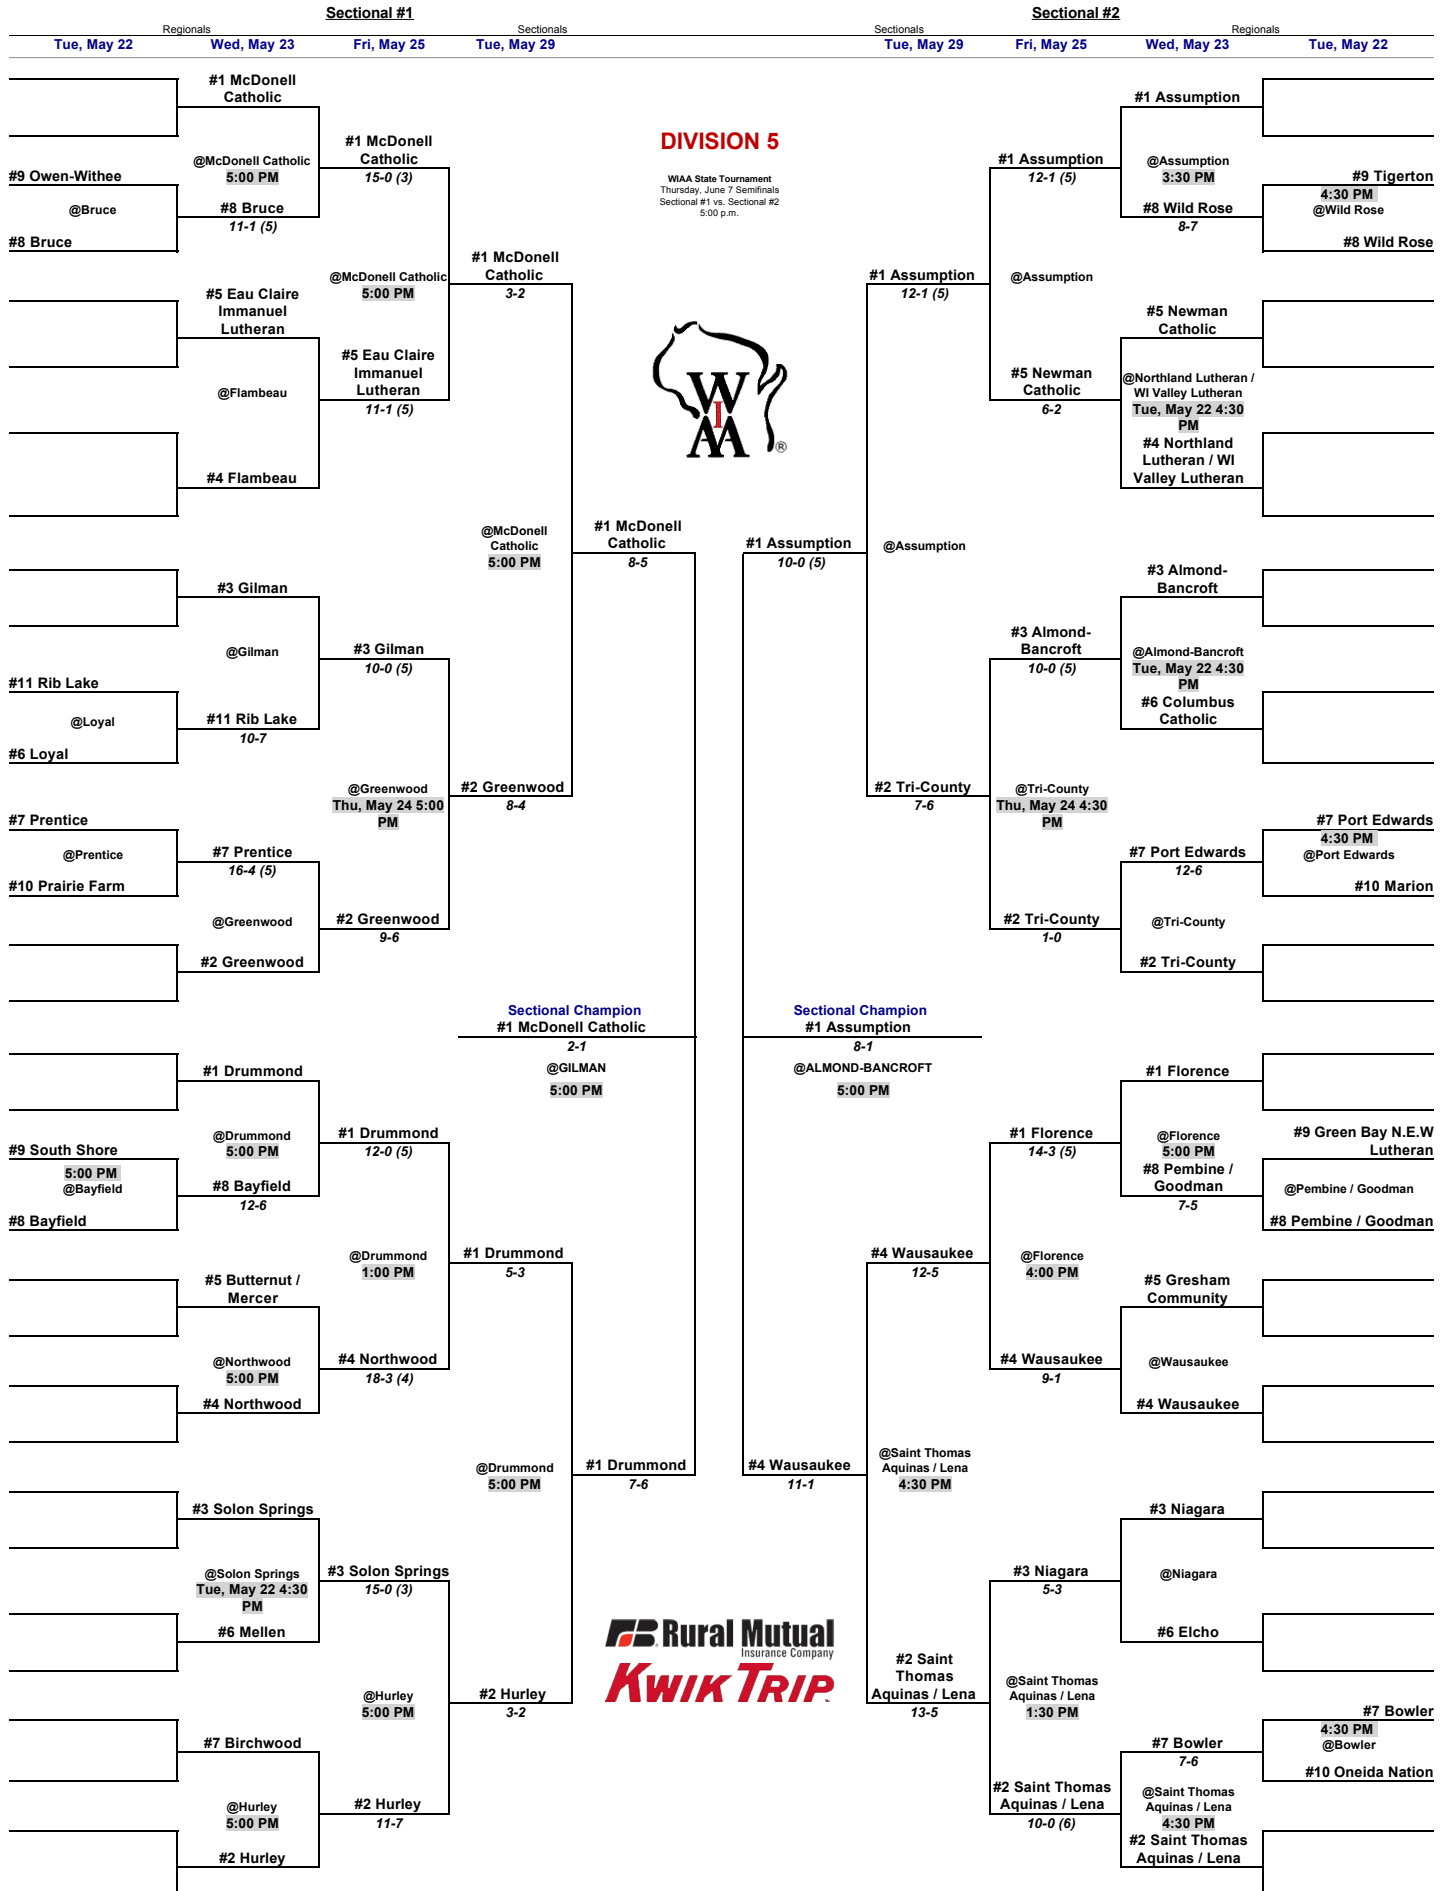 Sectional #1
Sectional #2
Regionals
Sectionals
Sectionals
Regionals
Tue, May 22
Wed, May 23
Fri, May 25
Tue, May 29
Tue, May 29
Fri, May 25
Wed, May 23
Tue, May 22
#1 McDonell
Catholic
@McDonell Catholic
5:00 PM
#9 Owen-Withee
@Bruce
#8 Bruce
#8 Bruce
11-1 (5)
#1 McDonell
Catholic
15-0 (3)
@McDonell Catholic
5:00 PM
#5 Eau Claire
Immanuel
Lutheran
@Flambeau
#4 Flambeau
#5 Eau Claire
Immanuel
Lutheran
11-1 (5)
#1 McDonell
Catholic
3-2
@McDonell
Catholic
5:00 PM
#1 McDonell
Catholic
8-5
#3 Gilman
@Gilman
#11 Rib Lake
@Loyal
#6 Loyal
#11 Rib Lake
10-7
#3 Gilman
10-0 (5)
@Greenwood
Thu, May 24 5:00
PM
#2 Greenwood
8-4
#7 Prentice
@Prentice
#10 Prairie Farm
#7 Prentice
16-4 (5)
@Greenwood
#2 Greenwood
#2 Greenwood
9-6
Sectional Champion
#1 McDonell Catholic
2-1
@GILMAN
5:00 PM
#1 Drummond
@Drummond
5:00 PM
#9 South Shore
5:00 PM
@Bayfield
#8 Bayfield
#8 Bayfield
12-6
#1 Drummond
12-0 (5)
@Drummond
1:00 PM
#1 Drummond
5-3
#5 Butternut /
Mercer
@Northwood
5:00 PM
#4 Northwood
#4 Northwood
18-3 (4)
@Drummond
5:00 PM
#1 Drummond
7-6
#3 Solon Springs
@Solon Springs
Tue, May 22 4:30
PM
#6 Mellen
#3 Solon Springs
15-0 (3)
@Hurley
5:00 PM
#2 Hurley
3-2
#7 Birchwood
@Hurley
5:00 PM
#2 Hurley
#2 Hurley
11-7
DIVISION 5
WIAA State Tournament
Thursday, June 7 Semifinals
Sectional #1 vs. Sectional #2
5:00 p.m.
W
I
AA
®
Rural Mutual
Insurance Company
KWIK TRIP
#1 Assumption
@Assumption
3:30 PM
#9 Tigerton
4:30 PM
@Wild Rose
#8 Wild Rose
#8 Wild Rose
8-7
#1 Assumption
12-1 (5)
@Assumption
#1 Assumption
12-1 (5)
#5 Newman
Catholic
@Northland Lutheran /
WI Valley Lutheran
Tue, May 22 4:30
PM
#4 Northland
Lutheran / WI
Valley Lutheran
#5 Newman
Catholic
6-2
@Assumption
#1 Assumption
10-0 (5)
#3 Almond-
Bancroft
@Almond-Bancroft
Tue, May 22 4:30
PM
#6 Columbus
Catholic
#3 Almond-
Bancroft
10-0 (5)
@Tri-County
Thu, May 24 4:30
PM
#2 Tri-County
7-6
#7 Port Edwards
4:30 PM
@Port Edwards
#10 Marion
#7 Port Edwards
12-6
@Tri-County
#2 Tri-County
#2 Tri-County
1-0
Sectional Champion
#1 Assumption
8-1
@ALMOND-BANCROFT
5:00 PM
#1 Florence
@Florence
5:00 PM
#9 Green Bay N.E.W
Lutheran
@Pembine / Goodman
#8 Pembine / Goodman
#8 Pembine /
Goodman
7-5
#1 Florence
14-3 (5)
@Florence
4:00 PM
#4 Wausaukee
12-5
#5 Gresham
Community
@Wausaukee
#4 Wausaukee
#4 Wausaukee
9-1
@Saint Thomas
Aquinas / Lena
4:30 PM
#4 Wausaukee
11-1
#3 Niagara
@Niagara
#6 Elcho
#3 Niagara
5-3
@Saint Thomas
Aquinas / Lena
1:30 PM
#2 Saint
Thomas
Aquinas / Lena
13-5
#7 Bowler
4:30 PM
@Bowler
#10 Oneida Nation
#7 Bowler
7-6
@Saint Thomas
Aquinas / Lena
4:30 PM
#2 Saint Thomas
Aquinas / Lena
#2 Saint Thomas
Aquinas / Lena
10-0 (6)